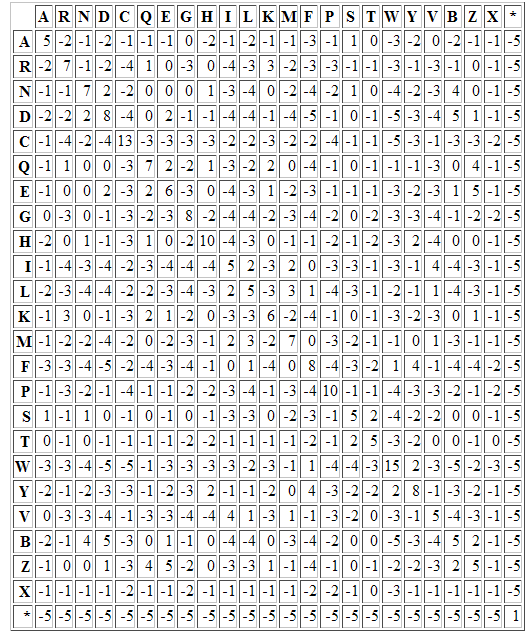 A R N D C Q E G H I L K M F P S T W Y V B Z X *
A 5 -2 -1 -2 -1 -1 -1 0 -2 -1 -2 -1 -1 -3 -1 1 0 -3 -2 0 -2 -1 -1 -5
R -2 7 -1 -2 -4 1 0 -3 0 -4 -3 3 -2 -3 -3 -1 -1 -3 -1 -3 -1 0 -1 -5
N -1 -1 7 2 -2 0 0 0 1 -3 -4 0 -2 -4 -2 1 0 -4 -2 -3 4 0 -1 -5
D -2 -2 2 8 -4 0 2 -1 -1 -4 -4 -1 -4 -5 -1 0 -1 -5 -3 -4 5 1 -1 -5
C -1 -4 -2 -4 13 -3 -3 -3 -3 -2 -2 -3 -2 -2 -4 -1 -1 -5 -3 -1 -3 -3 -2 -5
Q -1 1 0 0 -3 7 2 -2 1 -3 -2 2 0 -4 -1 0 -1 -1 -1 -3 0 4 -1 -5
E -1 0 0 2 -3 2 6 -3 0 -4 -3 1 -2 -3 -1 -1 -1 -3 -2 -3 1 5 -1 -5
G 0 -3 0 -1 -3 -2 -3 8 -2 -4 -4 -2 -3 -4 -2 0 -2 -3 -3 -4 -1 -2 -2 -5
H -2 0 1 -1 -3 1 0 -2 10 -4 -3 0 -1 -1 -2 -1 -2 -3 2 -4 0 0 -1 -5
I -1 -4 -3 -4 -2 -3 -4 -4 -4 5 2 -3 2 0 -3 -3 -1 -3 -1 4 -4 -3 -1 -5
L -2 -3 -4 -4 -2 -2 -3 -4 -3 2 5 -3 3 1 -4 -3 -1 -2 -1 1 -4 -3 -1 -5
K -1 3 0 -1 -3 2 1 -2 0 -3 -3 6 -2 -4 -1 0 -1 -3 -2 -3 0 1 -1 -5
M -1 -2 -2 -4 -2 0 -2 -3 -1 2 3 -2 7 0 -3 -2 -1 -1 0 1 -3 -1 -1 -5
F -3 -3 -4 -5 -2 -4 -3 -4 -1 0 1 -4 0 8 -4 -3 -2 1 4 -1 -4 -4 -2 -5
P -1 -3 -2 -1 -4 -1 -1 -2 -2 -3 -4 -1 -3 -4 10 -1 -1 -4 -3 -3 -2 -1 -2 -5
S 1 -1 1 0 -1 0 -1 0 -1 -3 -3 0 -2 -3 -1 5 2 -4 -2 -2 0 0 -1 -5
T 0 -1 0 -1 -1 -1 -1 -2 -2 -1 -1 -1 -1 -2 -1 2 5 -3 -2 0 0 -1 0 -5
W -3 -3 -4 -5 -5 -1 -3 -3 -3 -3 -2 -3 -1 1 -4 -4 -3 15 2 -3 -5 -2 -3 -5
Y -2 -1 -2 -3 -3 -1 -2 -3 2 -1 -1 -2 0 4 -3 -2 -2 2 8 -1 -3 -2 -1 -5
V 0 -3 -3 -4 -1 -3 -3 -4 -4 4 1 -3 1 -1 -3 -2 0 -3 -1 5 -4 -3 -1 -5
B -2 -1 4 5 -3 0 1 -1 0 -4 -4 0 -3 -4 -2 0 0 -5 -3 -4 5 2 -1 -5
Z -1 0 0 1 -3 4 5 -2 0 -3 -3 1 -1 -4 -1 0 -1 -2 -2 -3 2 5 -1 -5
X -1 -1 -1 -1 -2 -1 -1 -2 -1 -1 -1 -1 -1 -2 -2 -1 0 -3 -1 -1 -1 -1 -1 -5
* -5 -5 -5 -5 -5 -5 -5 -5 -5 -5 -5 -5 -5 -5 -5 -5 -5 -5 -5 -5 -5 -5 -5 1